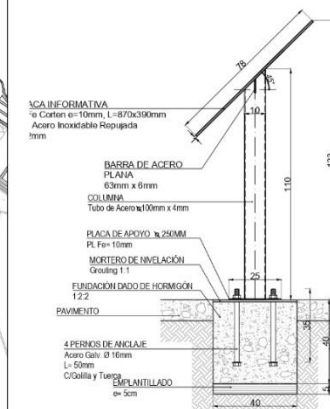 78
45°
ACA INFORMATIVA
Fe Corten e=10mm, L=870x390mm
Acero Inoxidable Repujada
mm
10
BARRA DE ACERO
PLANA
63mm x 6mm
110
COLUMNA
Tubo de Acero 100mm x 4mm
PLACA DE APOYO 250MM
PL Fe= 10mm
25
MORTERO DE NIVELACIÓN
Grouting 1:1
FUNDACIÓN DADO DE HORMIGÓN
1:2:2
PAVIMENTO
35
40
4 PERNOS DE ANCLAJE
Acero Galv. Ø 16mm
L= 50mm
C/Golilla y Tuerca
EMPLANTILLADO
e= 5cm
5
40